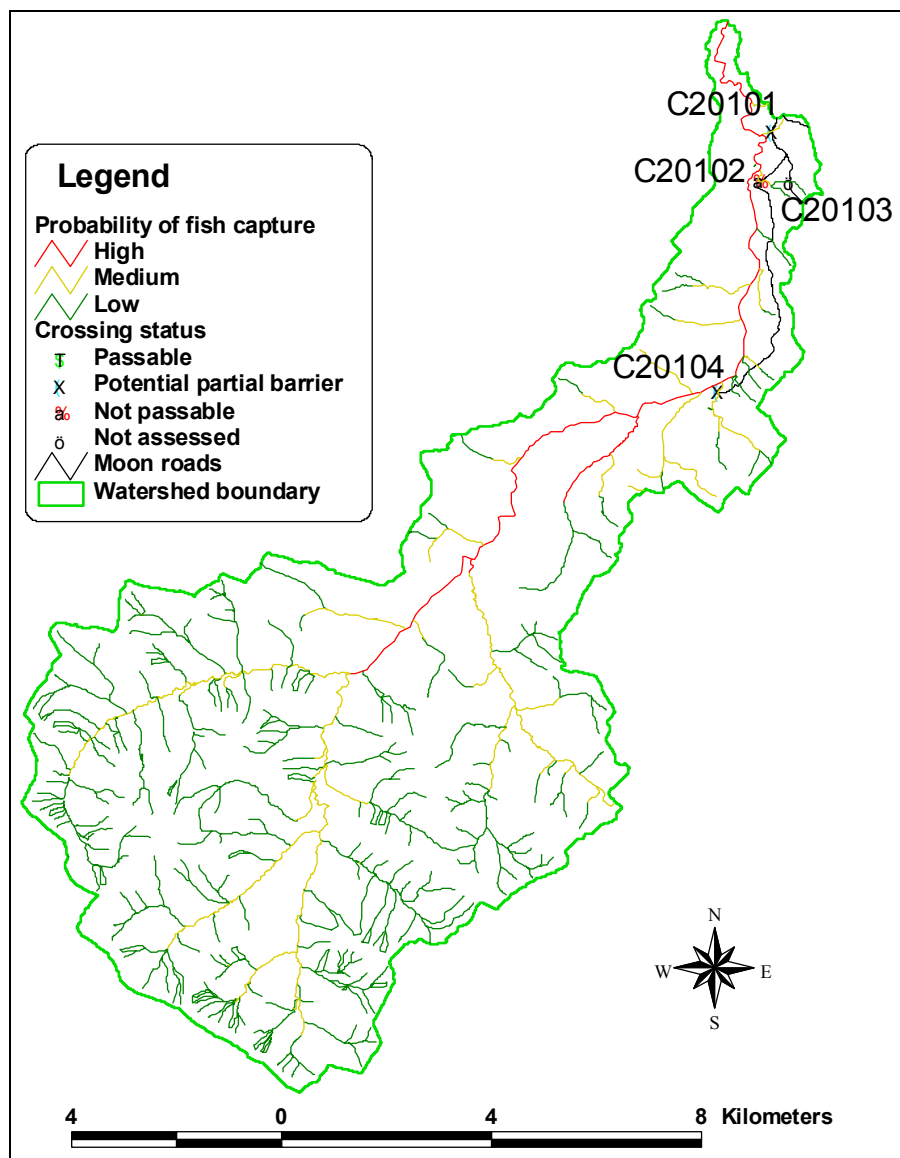 C20101
C20102
C20103
C20104
Legend
Probability of fish capture
High
Medium
Low
Crossing status
Passable
X Potential partial barrier
Not passable
ö Not assessed
Moon roads
Watershed boundary
X
ö
X
N
W E
S
4 0 4 8 Kilometers